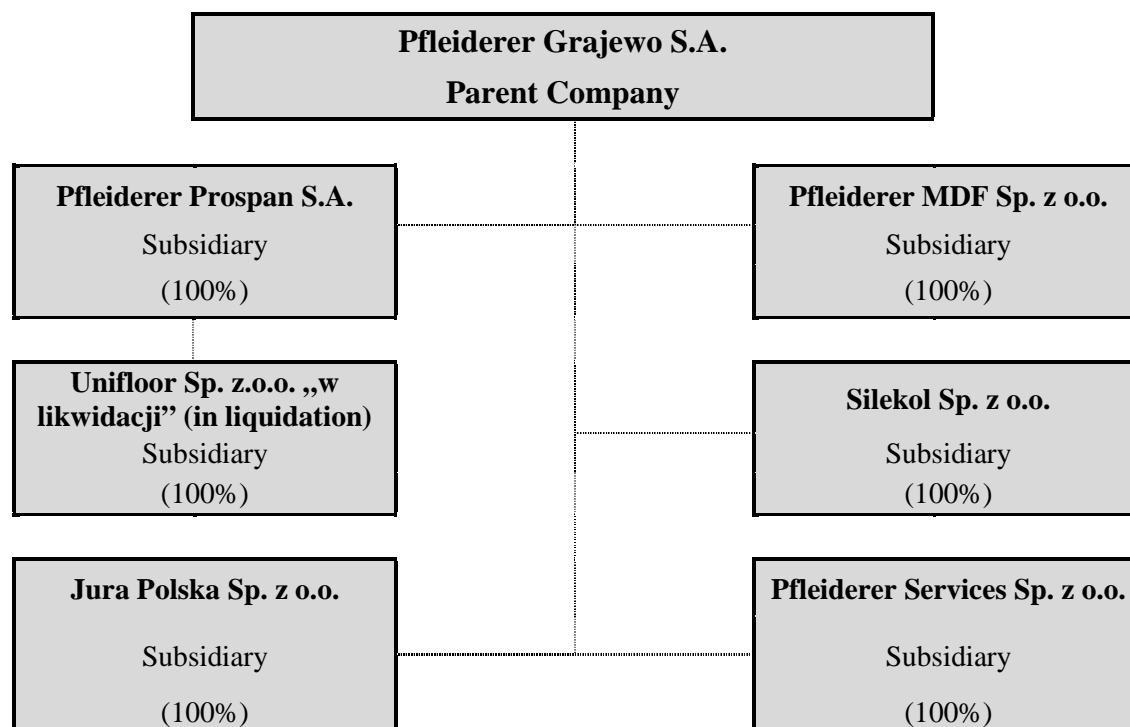 Pfleiderer Grajewo S.A.
Parent Company
Pfleiderer Prospan S.A.
Subsidiary
(100%)
Pfleiderer MDF Sp. z o.o.
Subsidiary
(100%)
Unifloor Sp. z.o.o. „w
likwidacji” (in liquidation)
Subsidiary
(100%)
Silekol Sp. z o.o.
Subsidiary
(100%)
Jura Polska Sp. z o.o.
Subsidiary
(100%)
Pfleiderer Services Sp. z o.o.
Subsidiary
(100%)